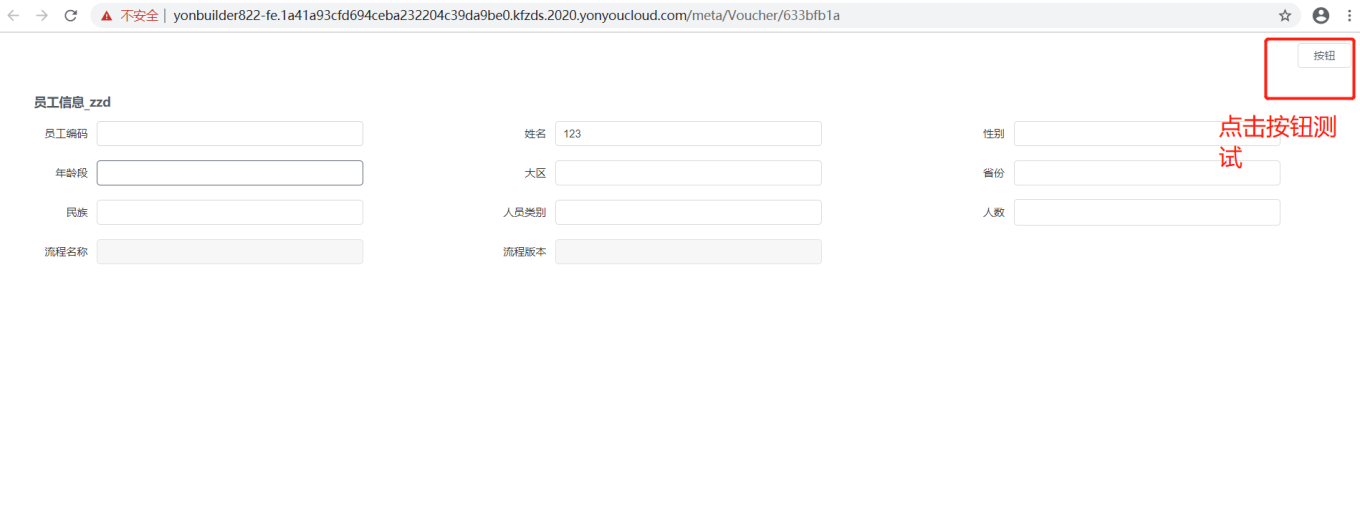 不安全 | yonbuilder822-fe.1a41a93cfd694ceba232204c39da9be0.kfzds.2020.yonyoucloud.com/meta/Voucher/633bfb1a
按钮
员工信息_zzd
员工编码
姓名 123
性别
点击按钮测
试
年龄段
大区
省份
民族
人员类别
人数
流程名称
流程版本